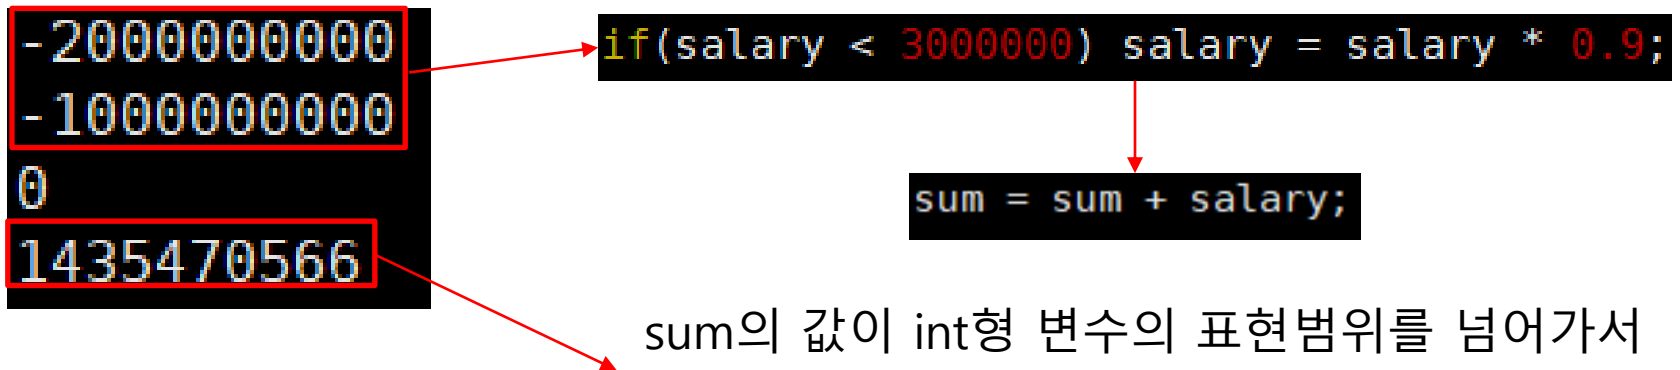 -2000000000
-1000000000
0
1435470566
if(salary < 3000000) salary = salary * 0.9;
sum = sum + salary;
sum의 값이 int형 변수의 표현범위를 넘어가서